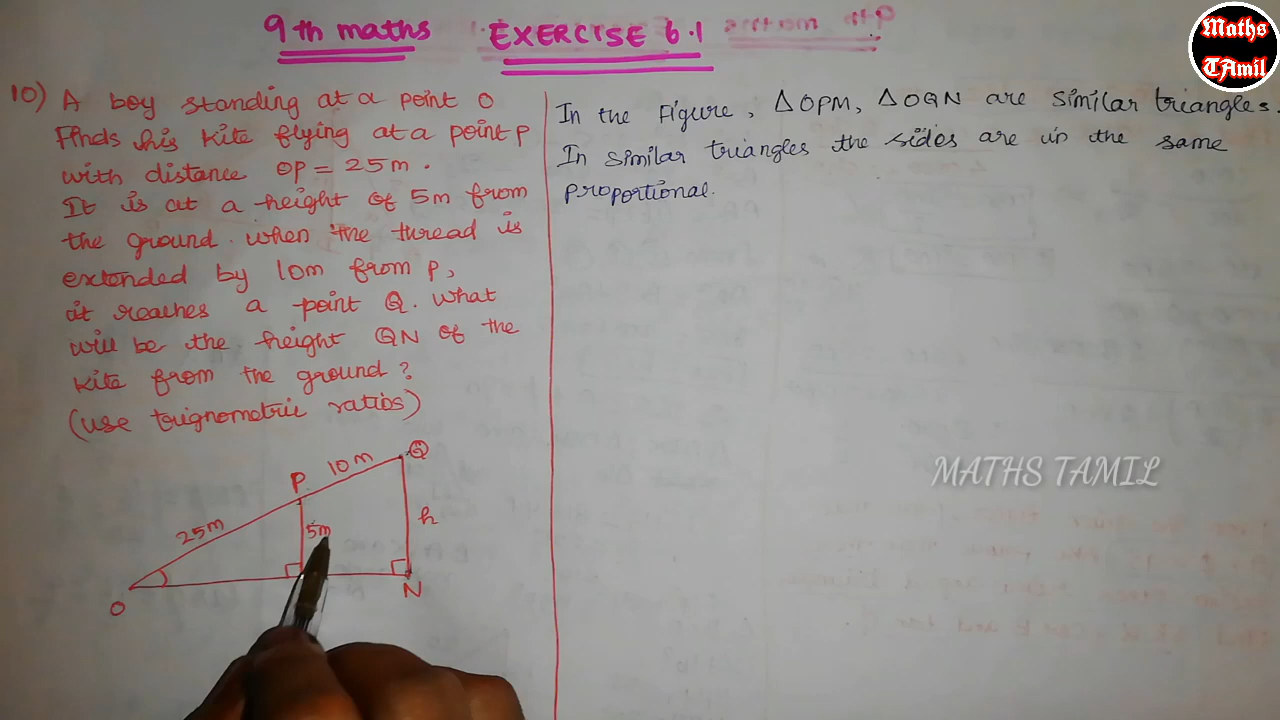 9th maths EXERCISE 6.1
Maths
TAmil
10) A boy standing at a point O
Finds his kite flying at a point P
with distance OP = 25m.
It is at a height of 5m from
the ground. when the thread is
extended by 10m from P,
it reaches a point Q. What
will be the height QN of the
kite from the ground?
(use trignometric ratios)
In the Figure, △OPM, △OQN are similar triangles.
In similar triangles the sides are in the same
proportional.
Q
10m
P
25m
5m
h
O
N
MATHS TAMIL